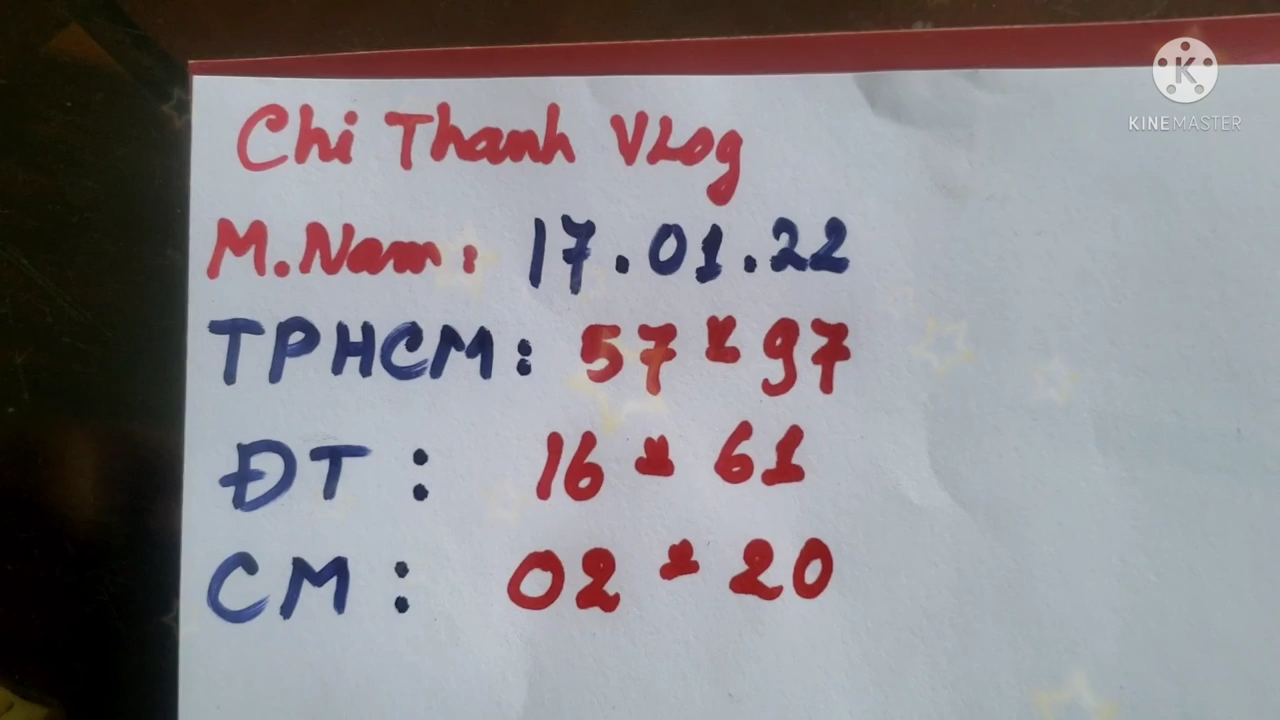 KINEMASTER
Chi Thanh VLog
M.Nam: 17.01.22
TPHCM: 57 * 97
ĐT: 16 * 61
CM: 02 * 20